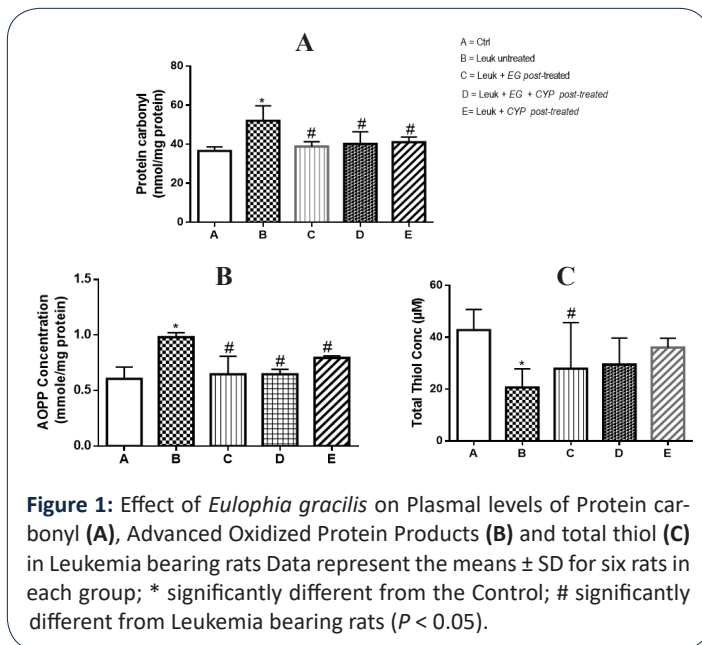 A
A = Ctrl
B = Leuk untreated
C = Leuk + EG post-treated
D = Leuk + EG + CYP post-treated
E= Leuk + CYP post-treated
Protein carbonyl
(nmol/mg protein)
80
60
40
20
0
*
#
#
#
A B C D E
B
AOPP Concentration
(mmole/mg protein)
1.5
1.0
0.5
0.0
*
#
#
#
A B C D E
C
Total Thiol Conc (µM)
60
40
20
0
*
#
A B C D E
Figure 1: Effect of Eulophia gracilis on Plasmal levels of Protein car-
bonyl (A), Advanced Oxidized Protein Products (B) and total thiol (C)
in Leukemia bearing rats Data represent the means ± SD for six rats in
each group; * significantly different from the Control; # significantly
different from Leukemia bearing rats (P < 0.05).